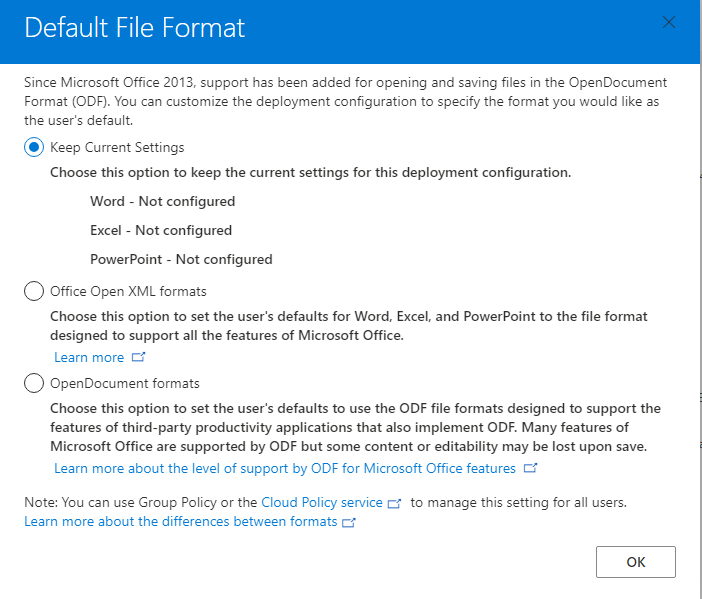 Default File Format
Since Microsoft Office 2013, support has been added for opening and saving files in the OpenDocument
Format (ODF). You can customize the deployment configuration to specify the format you would like as
the user's default.
Keep Current Settings
Choose this option to keep the current settings for this deployment configuration.
Word - Not configured
Excel - Not configured
PowerPoint - Not configured
Office Open XML formats
Choose this option to set the user's defaults for Word, Excel, and PowerPoint to the file format
designed to support all the features of Microsoft Office.
Learn more
OpenDocument formats
Choose this option to set the user's defaults to use the ODF file formats designed to support the
features of third-party productivity applications that also implement ODF. Many features of
Microsoft Office are supported by ODF but some content or editability may be lost upon save.
Learn more about the level of support by ODF for Microsoft Office features
Note: You can use Group Policy or the Cloud Policy service to manage this setting for all users.
Learn more about the differences between formats
OK